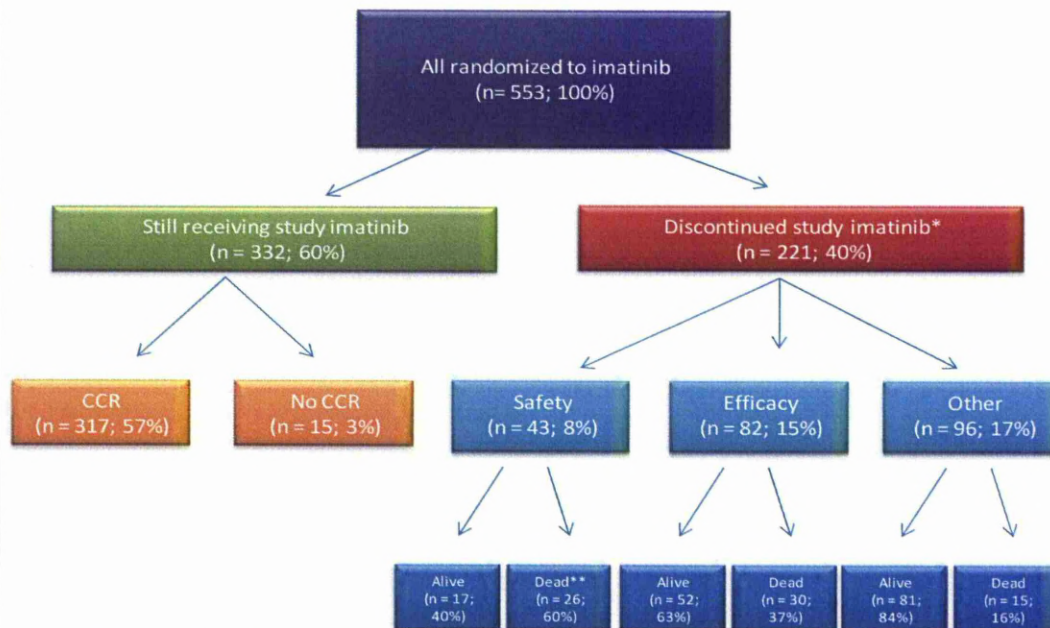 All randomized to imatinib
(n= 553; 100%)
Still receiving study imatinib
(n = 332; 60%)
Discontinued study imatinib*
(n = 221; 40%)
CCR
(n = 317; 57%)
No CCR
(n = 15; 3%)
Safety
(n = 43; 8%)
Efficacy
(n = 82; 15%)
Other
(n = 96; 17%)
Alive
(n = 17;
40%)
Dead**
(n = 26;
60%)
Alive
(n = 52;
63%)
Dead
(n = 30;
37%)
Alive
(n = 81;
84%)
Dead
(n = 15;
16%)